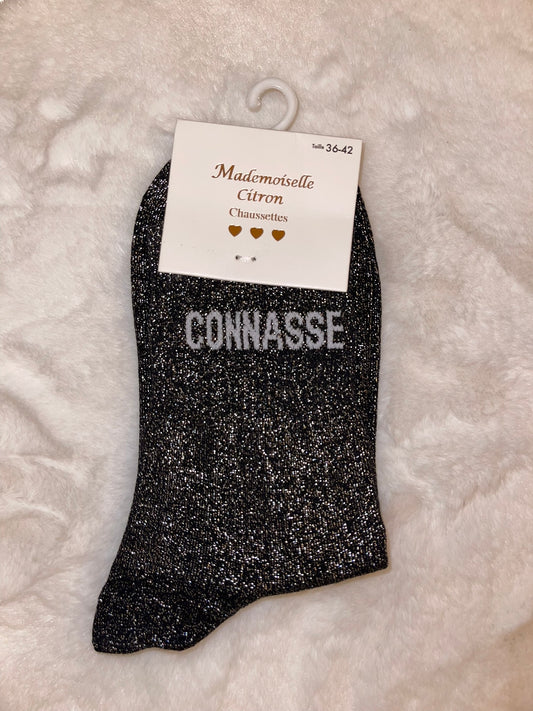 Taille 36-42
Mademoiselle
Citron
Chaussettes
CONNASSE